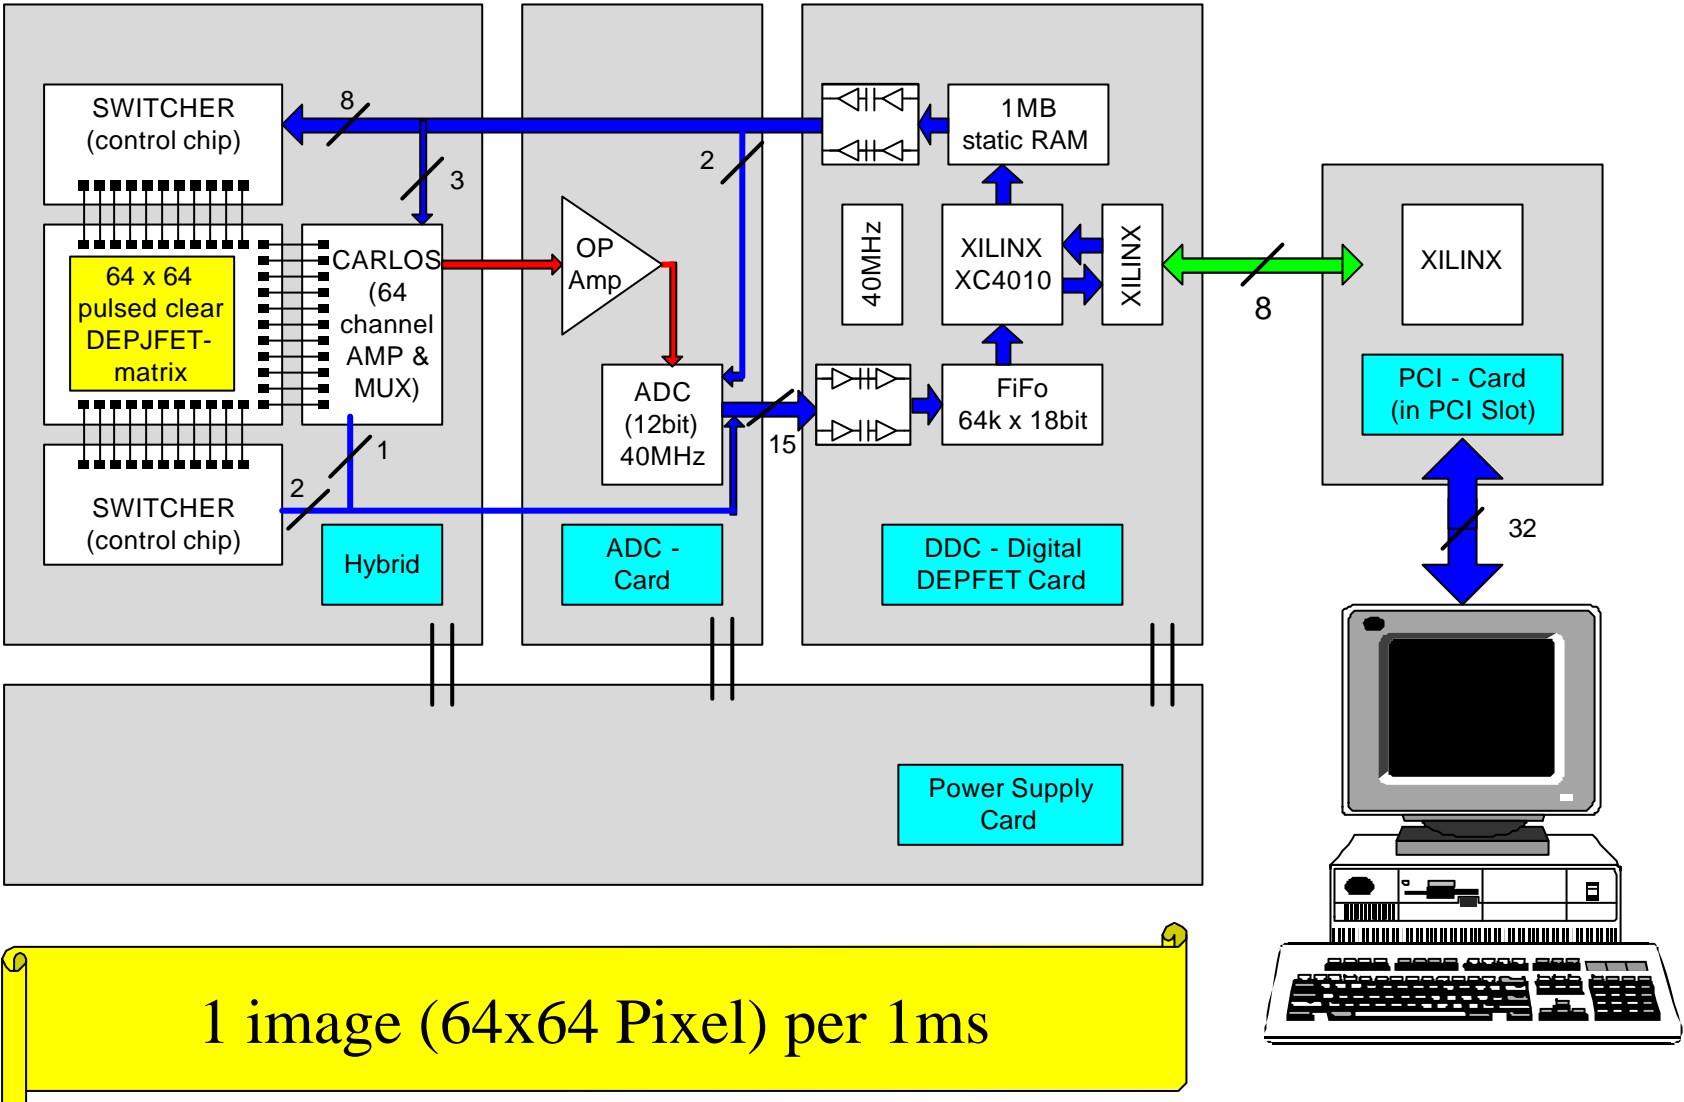 SWITCHER
(control chip)
8
3
64 x 64
pulsed clear
DEPJFET-
matrix
CARLOS
(64
channel
AMP &
MUX)
1
2
SWITCHER
(control chip)
Hybrid
OP
Amp
2
ADC
(12bit)
40MHz
15
ADC -
Card
1MB
static RAM
40MHz
XILINX
XC4010
XILINX
FiFo
64k x 18bit
DDC - Digital
DEPFET Card
8
XILINX
PCI - Card
(in PCI Slot)
32
Power Supply
Card
1 image (64x64 Pixel) per 1ms